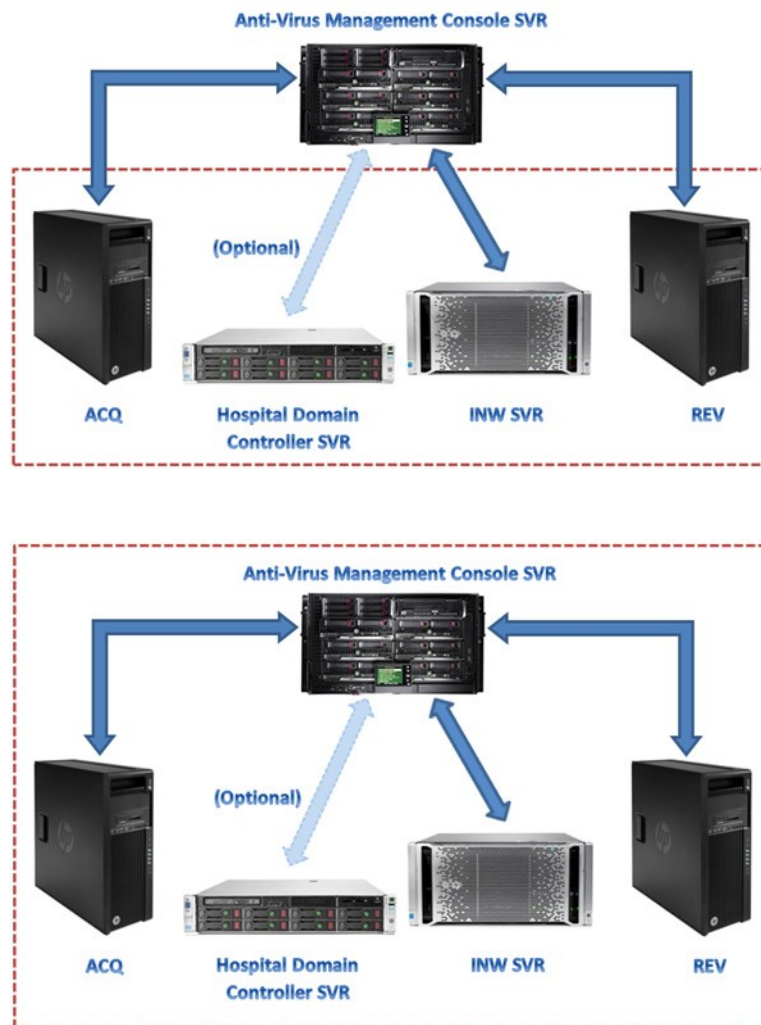 Anti-Virus Management Console SVR
(Optional)
ACQ
Hospital Domain
Controller SVR
INW SVR
REV
Anti-Virus Management Console SVR
(Optional)
ACQ
Hospital Domain
Controller SVR
INW SVR
REV